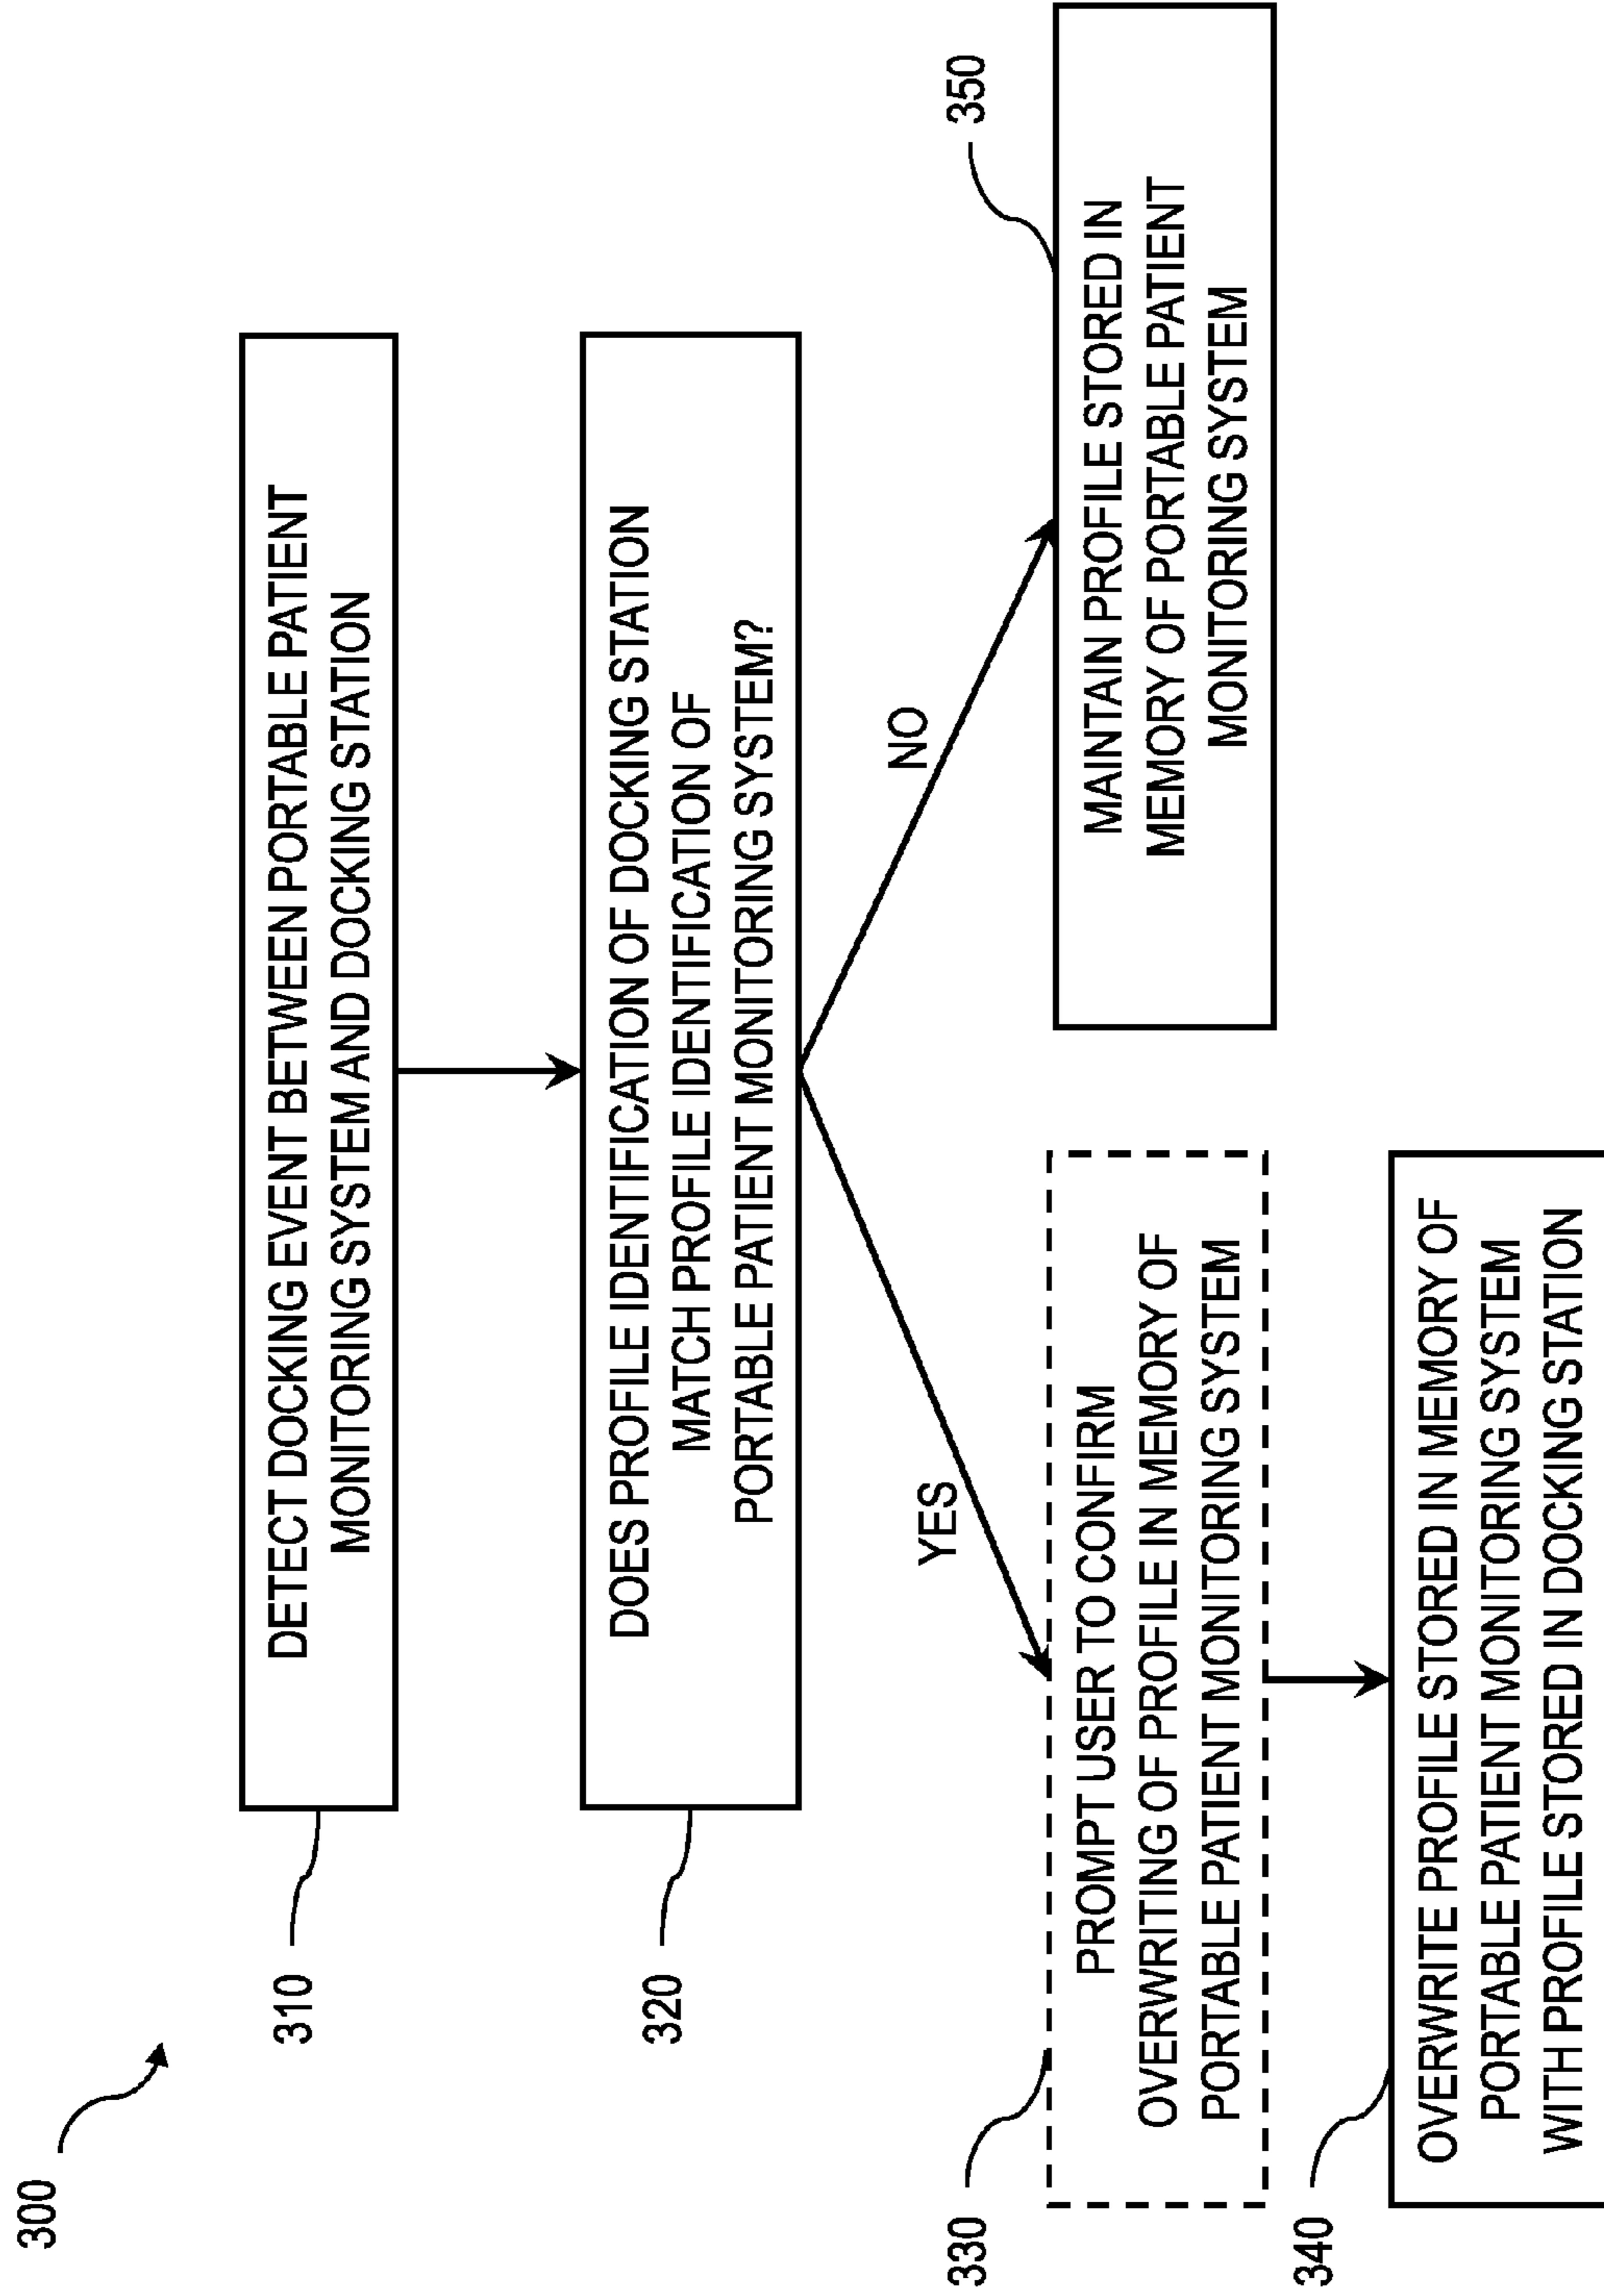 300
310
DETECT DOCKING EVENT BETWEEN PORTABLE PATIENT
MONITORING SYSTEM AND DOCKING STATION
320
DOES PROFILE IDENTIFICATION OF DOCKING STATION
MATCH PROFILE IDENTIFICATION OF
PORTABLE PATIENT MONITORING SYSTEM?
YES
NO
330
PROMPT USER TO CONFIRM
OVERWRITING OF PROFILE IN MEMORY OF
PORTABLE PATIENT MONITORING SYSTEM
350
MAINTAIN PROFILE STORED IN
MEMORY OF PORTABLE PATIENT
MONITORING SYSTEM
340
OVERWRITE PROFILE STORED IN MEMORY OF
PORTABLE PATIENT MONITORING SYSTEM
WITH PROFILE STORED IN DOCKING STATION